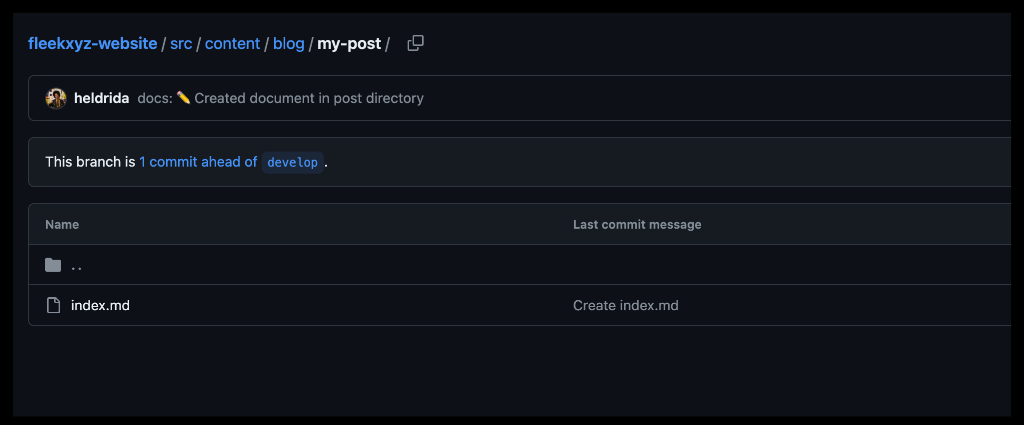 fleekxyz-website / src / content / blog / my-post /
heldrida docs: ✏️ Created document in post directory
This branch is 1 commit ahead of develop.
Name Last commit message
..
index.md Create index.md